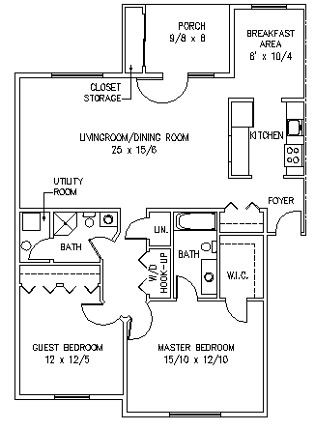 PORCH
9/8 x 8
BREAKFAST
AREA
6' x 10/4
CLOSET
STORAGE
LIVINGROOM/DINING ROOM
25 x 15/6
KITCHEN
UTILITY
ROOM
FOYER
BATH
LIN.
W/D
HOOK-UP
BATH
W.I.C.
GUEST BEDROOM
12 x 12/5
MASTER BEDROOM
15/10 x 12/10